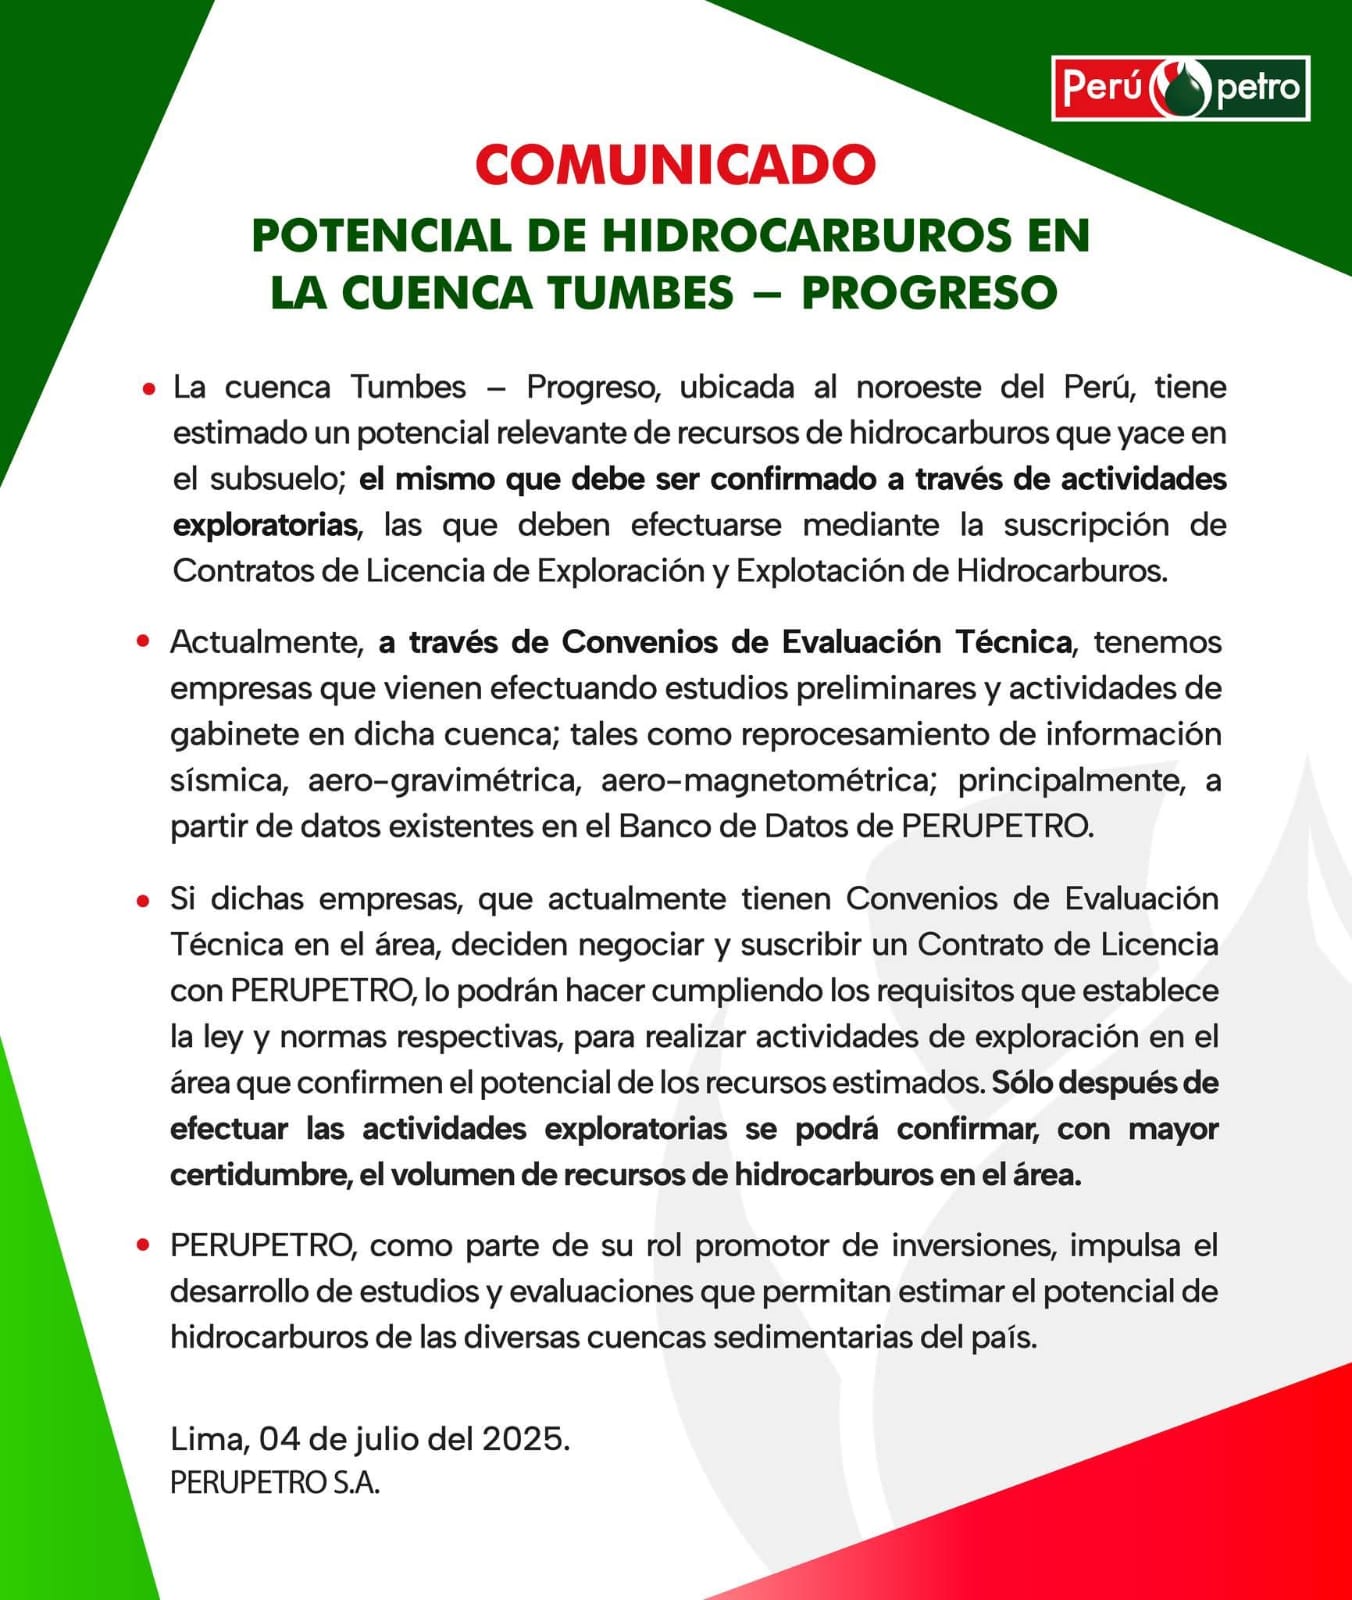 Perú petro
COMUNICADO
POTENCIAL DE HIDROCARBUROS EN
LA CUENCA TUMBES – PROGRESO
• La cuenca Tumbes – Progreso, ubicada al noroeste del Perú, tiene
estimado un potencial relevante de recursos de hidrocarburos que yace en
el subsuelo; el mismo que debe ser confirmado a través de actividades
exploratorias, las que deben efectuarse mediante la suscripción de
Contratos de Licencia de Exploración y Explotación de Hidrocarburos.
• Actualmente, a través de Convenios de Evaluación Técnica, tenemos
empresas que vienen efectuando estudios preliminares y actividades de
gabinete en dicha cuenca; tales como reprocesamiento de información
sísmica, aero-gravimétrica, aero-magnetométrica; principalmente, a
partir de datos existentes en el Banco de Datos de PERUPETRO.
• Si dichas empresas, que actualmente tienen Convenios de Evaluación
Técnica en el área, deciden negociar y suscribir un Contrato de Licencia
con PERUPETRO, lo podrán hacer cumpliendo los requisitos que establece
la ley y normas respectivas, para realizar actividades de exploración en el
área que confirmen el potencial de los recursos estimados. Sólo después de
efectuar las actividades exploratorias se podrá confirmar, con mayor
certidumbre, el volumen de recursos de hidrocarburos en el área.
• PERUPETRO, como parte de su rol promotor de inversiones, impulsa el
desarrollo de estudios y evaluaciones que permitan estimar el potencial de
hidrocarburos de las diversas cuencas sedimentarias del país.
Lima, 04 de julio del 2025.
PERUPETRO S.A.